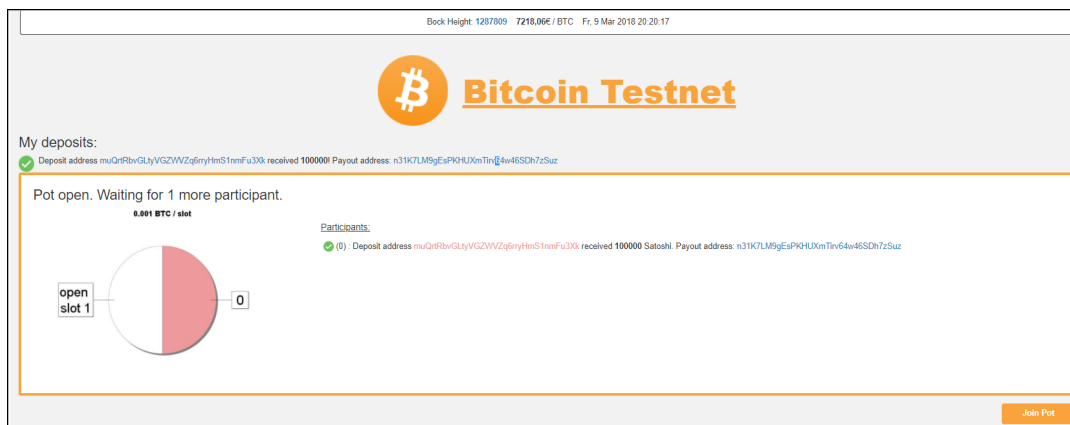 Bock Height: 1287809 7218,06€ / BTC Fr, 9 Mär 2018 20:20:17
Bitcoin Testnet
My deposits:
Deposit address muQrtRbvGLtyVGZWVZq6rryHmS1nmFu3Xk received 100000! Payout address: n31K7LM9gEsPKHUXmTirv64w46SDh7zSuz
Pot open. Waiting for 1 more participant.
0.001 BTC / slot
Participants:
(0) : Deposit address muQrtRbvGLtyVGZWVZq6rryHmS1nmFu3Xk received 100000 Satoshi. Payout address: n31K7LM9gEsPKHUXmTirv64w46SDh7zSuz
open
slot 1
0
Join Pot